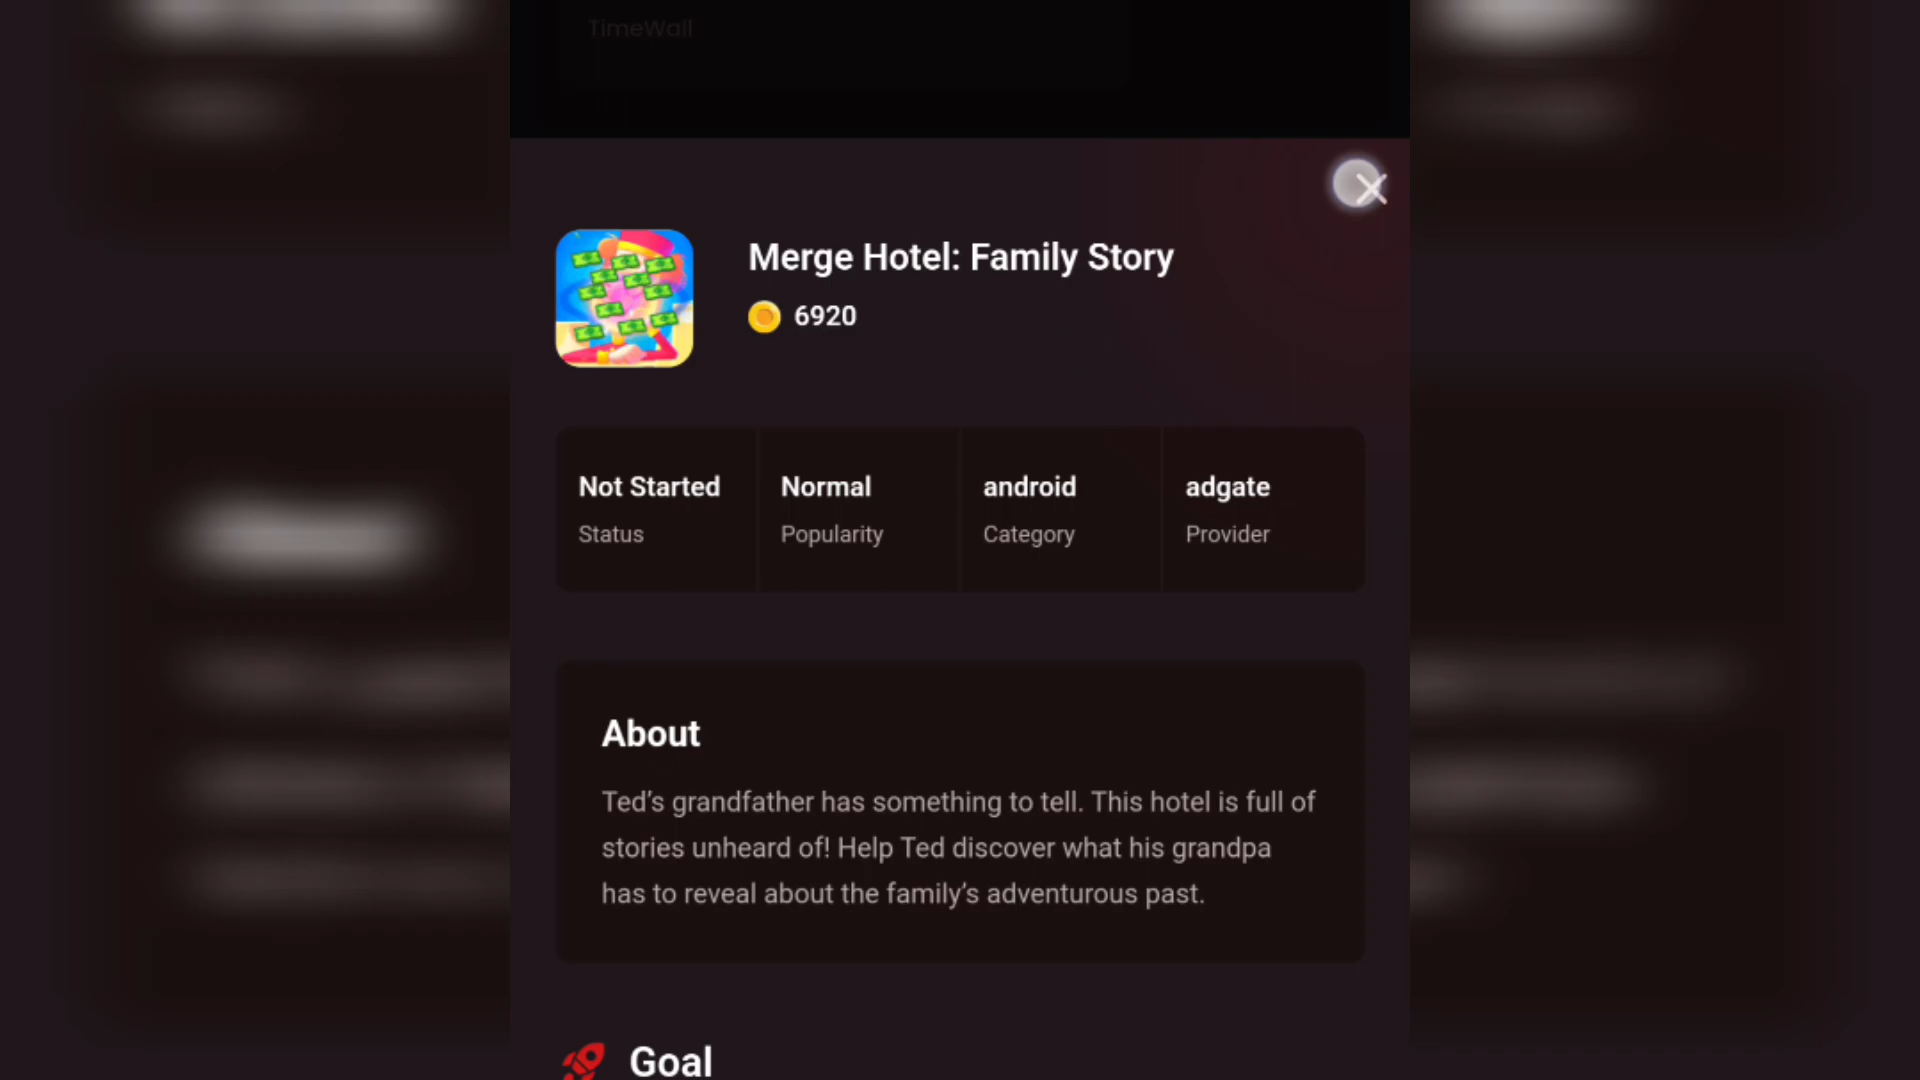 TimeWall
Merge Hotel: Family Story
6920
Not Started
Normal
android
adgate
Status
Popularity
Category
Provider
About
Ted’s grandfather has something to tell. This hotel is full of
stories unheard of! Help Ted discover what his grandpa
has to reveal about the family’s adventurous past.
Goal